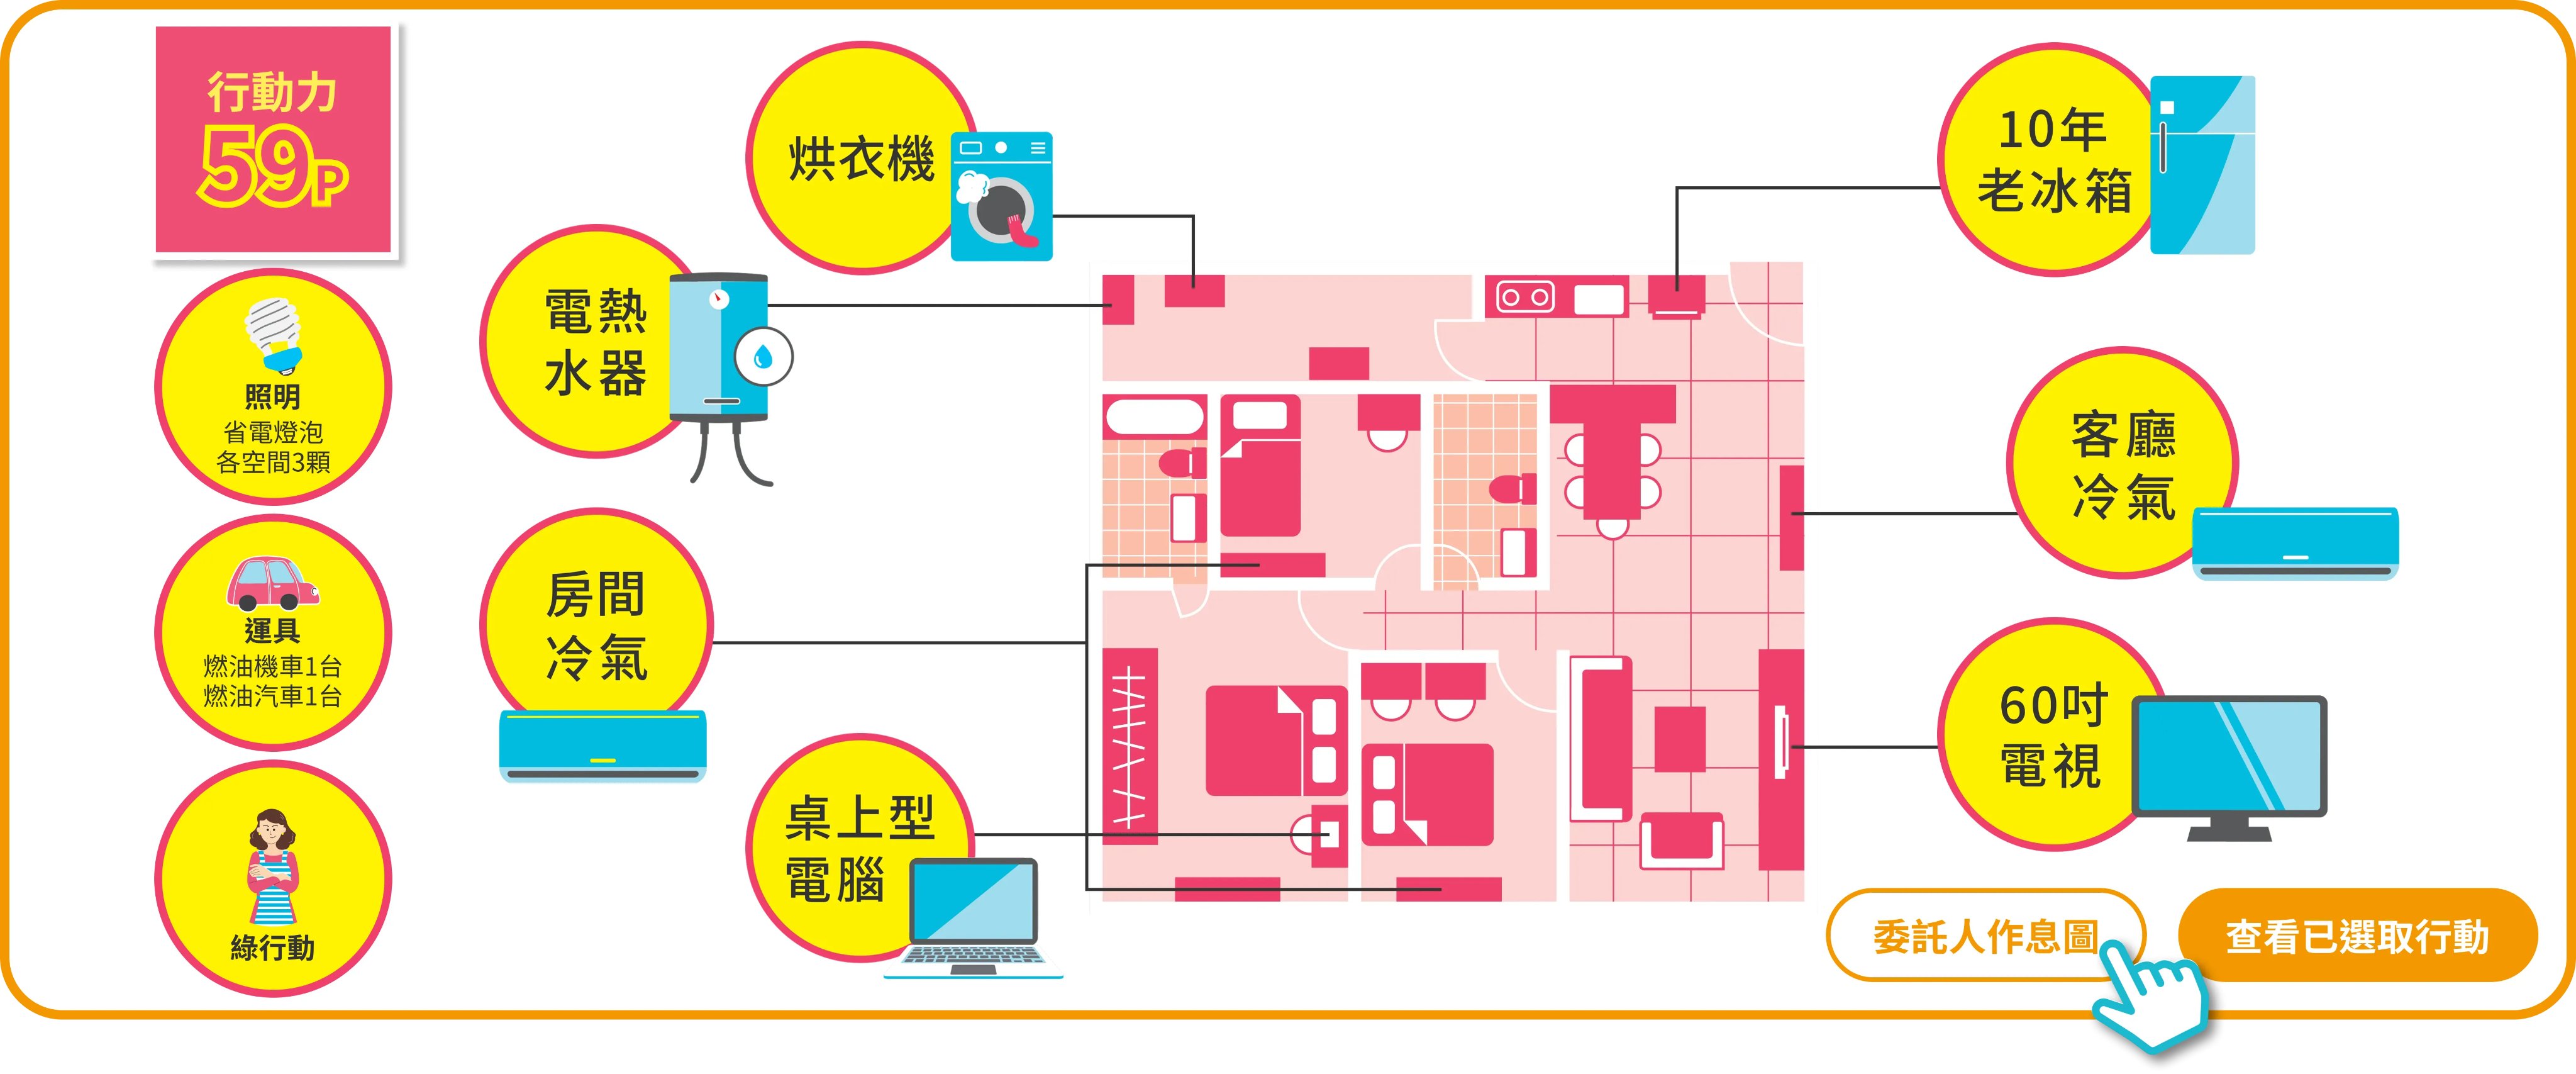 行動力
59P
照明
省電燈泡
各空間3顆
運具
燃油機車1台
燃油汽車1台
綠行動
烘衣機
電熱
水器
房間
冷氣
桌上型
電腦
10年
老冰箱
客廳
冷氣
60吋
電視
委託人作息圖
查看已選取行動